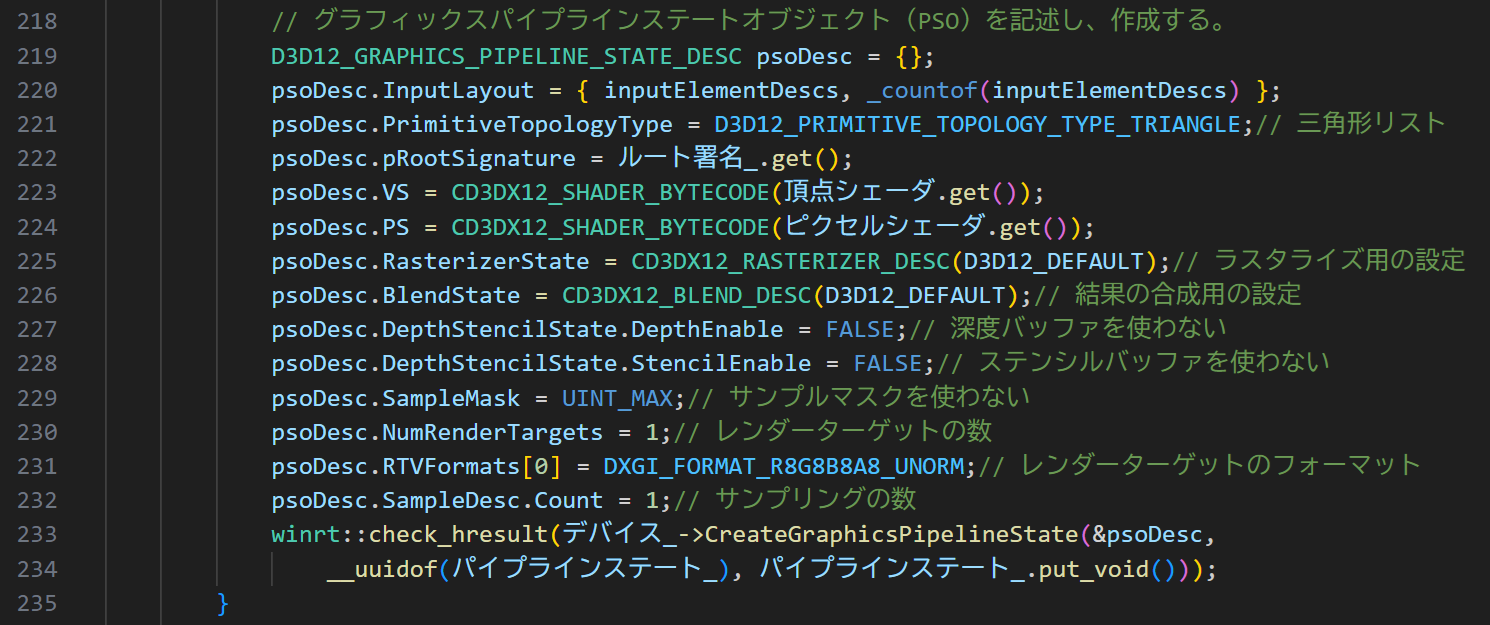 218 // グラフィックスパイプラインステートオブジェクト（PSO）を記述し、作成する。
219 D3D12_GRAPHICS_PIPELINE_STATE_DESC psoDesc = {};
220 psoDesc.InputLayout = { inputElementDescs, _countof(inputElementDescs) };
221 psoDesc.PrimitiveTopologyType = D3D12_PRIMITIVE_TOPOLOGY_TYPE_TRIANGLE;// 三角形リスト
222 psoDesc.pRootSignature = ルート署名_.get();
223 psoDesc.VS = CD3DX12_SHADER_BYTECODE(頂点シェーダ.get());
224 psoDesc.PS = CD3DX12_SHADER_BYTECODE(ピクセルシェーダ.get());
225 psoDesc.RasterizerState = CD3DX12_RASTERIZER_DESC(D3D12_DEFAULT);// ラスタライズ用の設定
226 psoDesc.BlendState = CD3DX12_BLEND_DESC(D3D12_DEFAULT);// 結果の合成用の設定
227 psoDesc.DepthStencilState.DepthEnable = FALSE;// 深度バッファを使わない
228 psoDesc.DepthStencilState.StencilEnable = FALSE;// ステンシルバッファを使わない
229 psoDesc.SampleMask = UINT_MAX;// サンプルマスクを使わない
230 psoDesc.NumRenderTargets = 1;// レンダーターゲットの数
231 psoDesc.RTVFormats[0] = DXGI_FORMAT_R8G8B8A8_UNORM;// レンダーターゲットのフォーマット
232 psoDesc.SampleDesc.Count = 1;// サンプリングの数
233 winrt::check_hresult(デバイス_->CreateGraphicsPipelineState(&psoDesc,
234 __uuidof(パイプラインステート_), パイプラインステート_.put_void()));
235 }